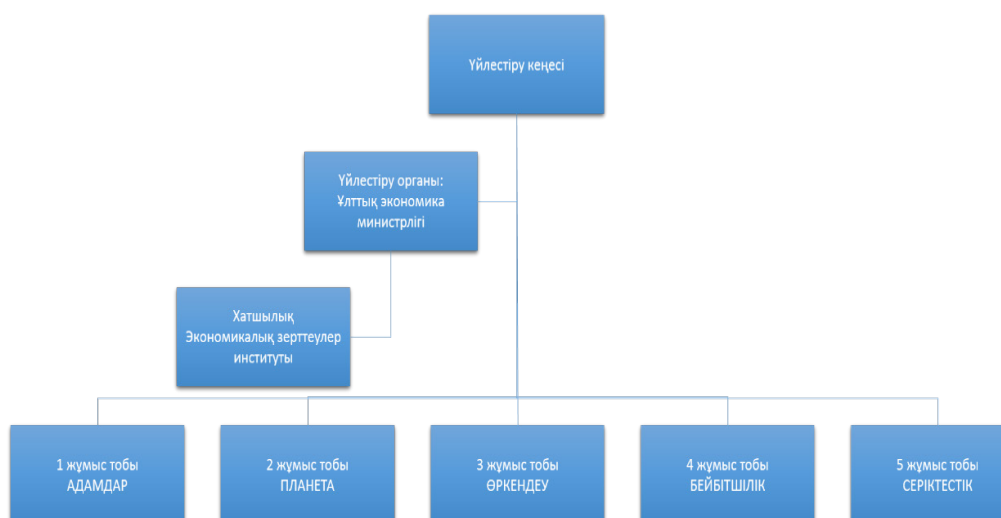 Үйлестіру кеңесі
Үйлестіру органы:
Ұлттық экономика
министрлігі
Хатшылық
Экономикалық зерттеулер
институты
1 жұмыс тобы
АДАМДАР
2 жұмыс тобы
ПЛАНЕТА
3 жұмыс тобы
ӨРКЕНДЕУ
4 жұмыс тобы
БЕЙБІТШІЛІК
5 жұмыс тобы
СЕРІКТЕСТІК